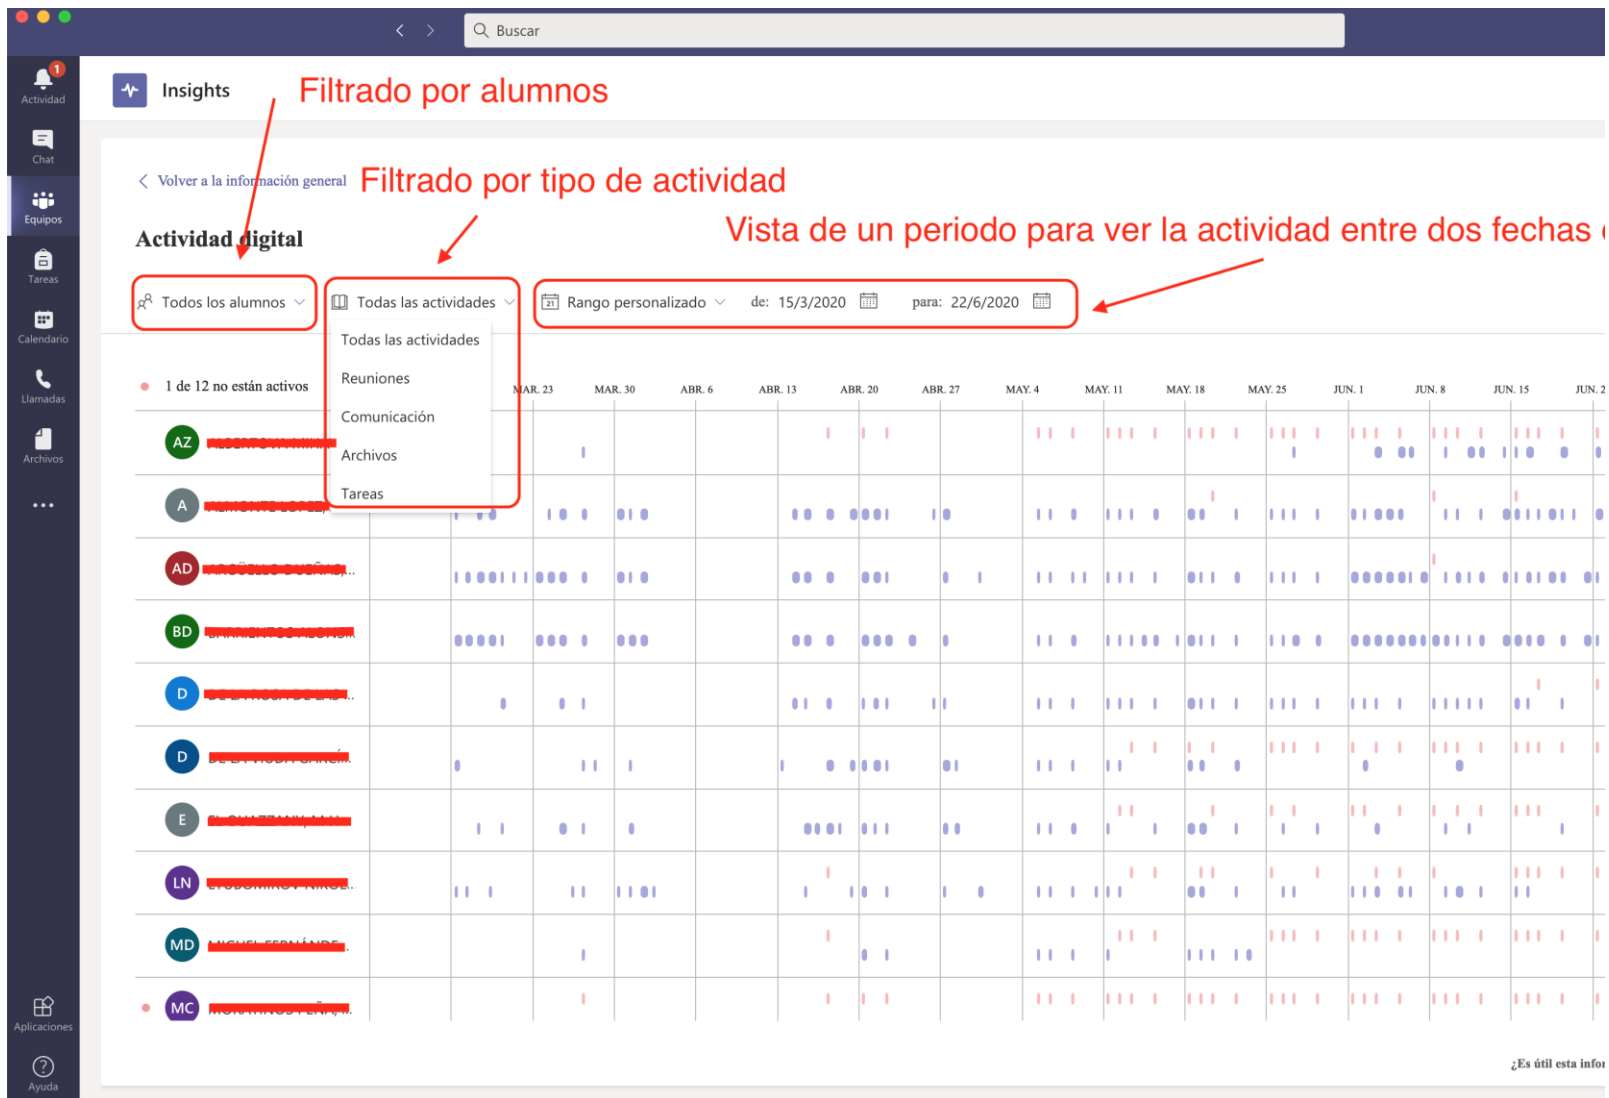 Buscar
1
Actividad
Insights
Filtrado por alumnos
Chat
Volver a la información general
Filtrado por tipo de actividad
Equipos
Vista de un periodo para ver la actividad entre dos fechas
Actividad digital
Tareas
Todos los alumnos
Todas las actividades
21
Rango personalizado
de: 15/3/2020
para: 22/6/2020
Todas las actividades
Reuniones
Comunicación
Archivos
Tareas
Calendario
Llamadas
Archivos
1 de 12 no están activos
MAR. 23 MAR. 30 ABR. 6 ABR. 13 ABR. 20 ABR. 27 MAY. 4 MAY. 11 MAY. 18 MAY. 25 JUN. 1 JUN. 8 JUN. 15 JUN. 2
AZ
A
AD
BD
D
D
E
LN
MD
MC
Aplicaciones
Ayuda
¿Es útil esta infor